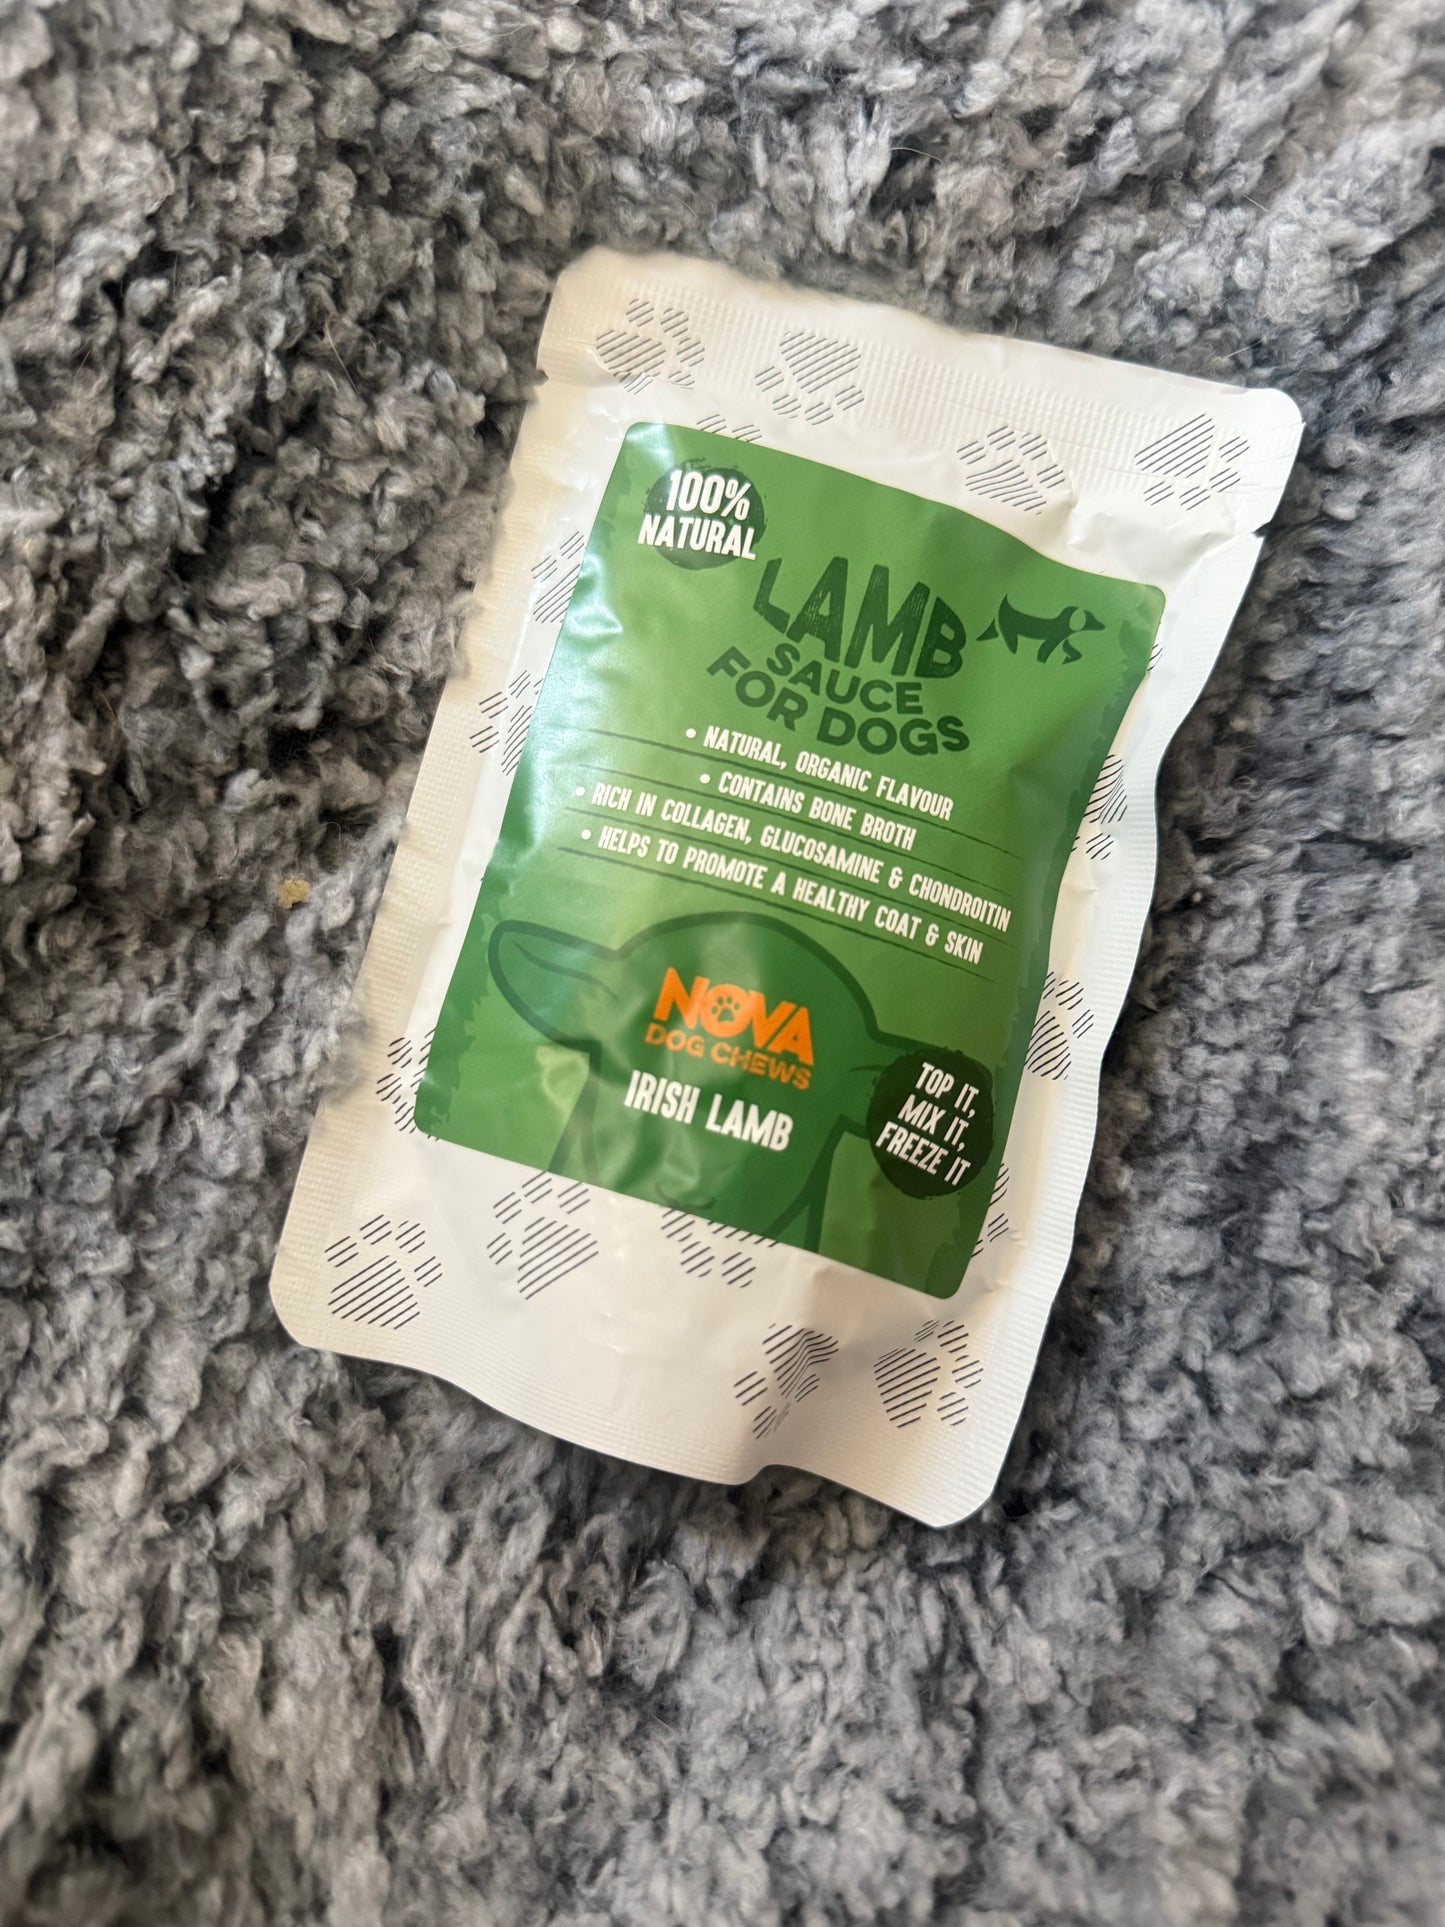 100%
NATURAL
LAMB
SAUCE
FOR DOGS
• NATURAL, ORGANIC FLAVOUR
• CONTAINS BONE BROTH
• RICH IN COLLAGEN, GLUCOSAMINE & CHONDROITIN
• HELPS TO PROMOTE A HEALTHY COAT & SKIN
NOVA
DOG CHEWS
IRISH LAMB
TOP IT,
MIX IT,
FREEZE IT